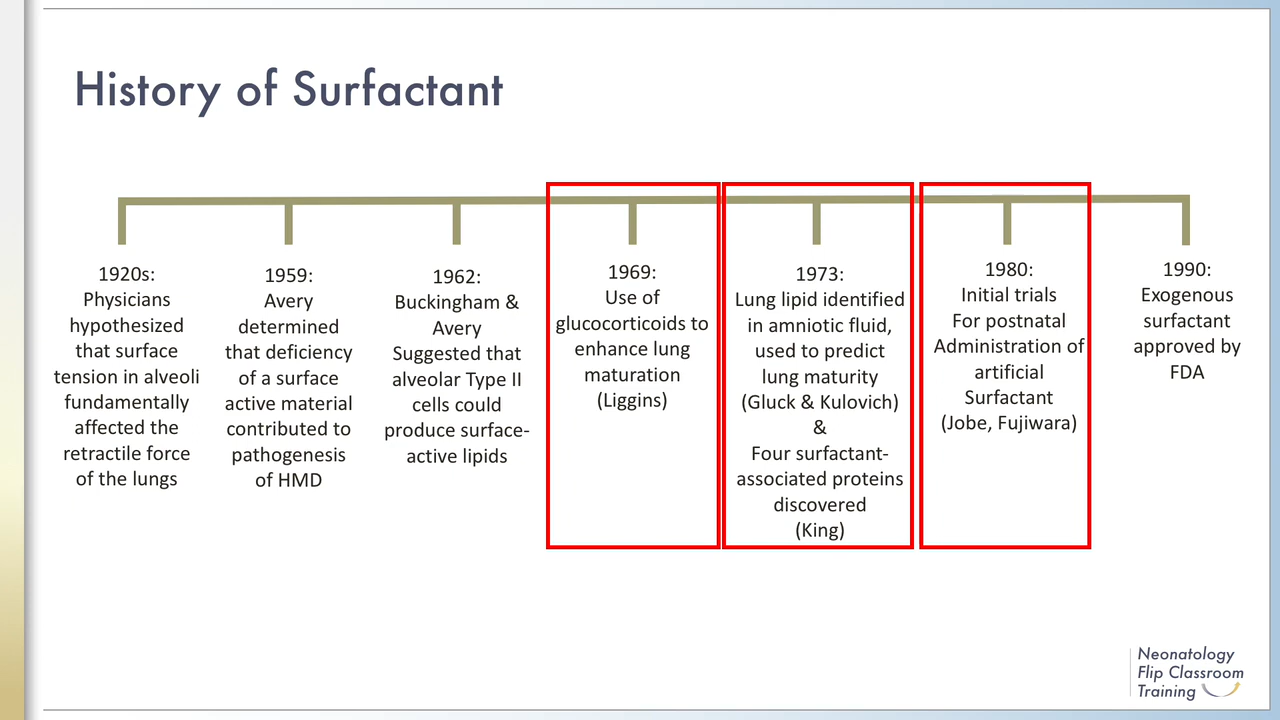 History of Surfactant
1920s:
Physicians
hypothesized
that surface
tension in alveoli
fundamentally
affected the
retractile force
of the lungs
1959:
Avery
determined
that deficiency
of a surface
active material
contributed to
pathogenesis
of HMD
1962:
Buckingham &
Avery
Suggested that
alveolar Type II
cells could
produce surface-
active lipids
1969:
Use of
glucocorticoids to
enhance lung
maturation
(Liggins)
1973:
Lung lipid identified
in amniotic fluid,
used to predict
lung maturity
(Gluck & Kulovich)
&
Four surfactant-
associated proteins
discovered
(King)
1980:
Initial trials
For postnatal
Administration of
artificial
Surfactant
(Jobe, Fujiwara)
1990:
Exogenous
surfactant
approved by
FDA
Neonatology
Flip Classroom
Training